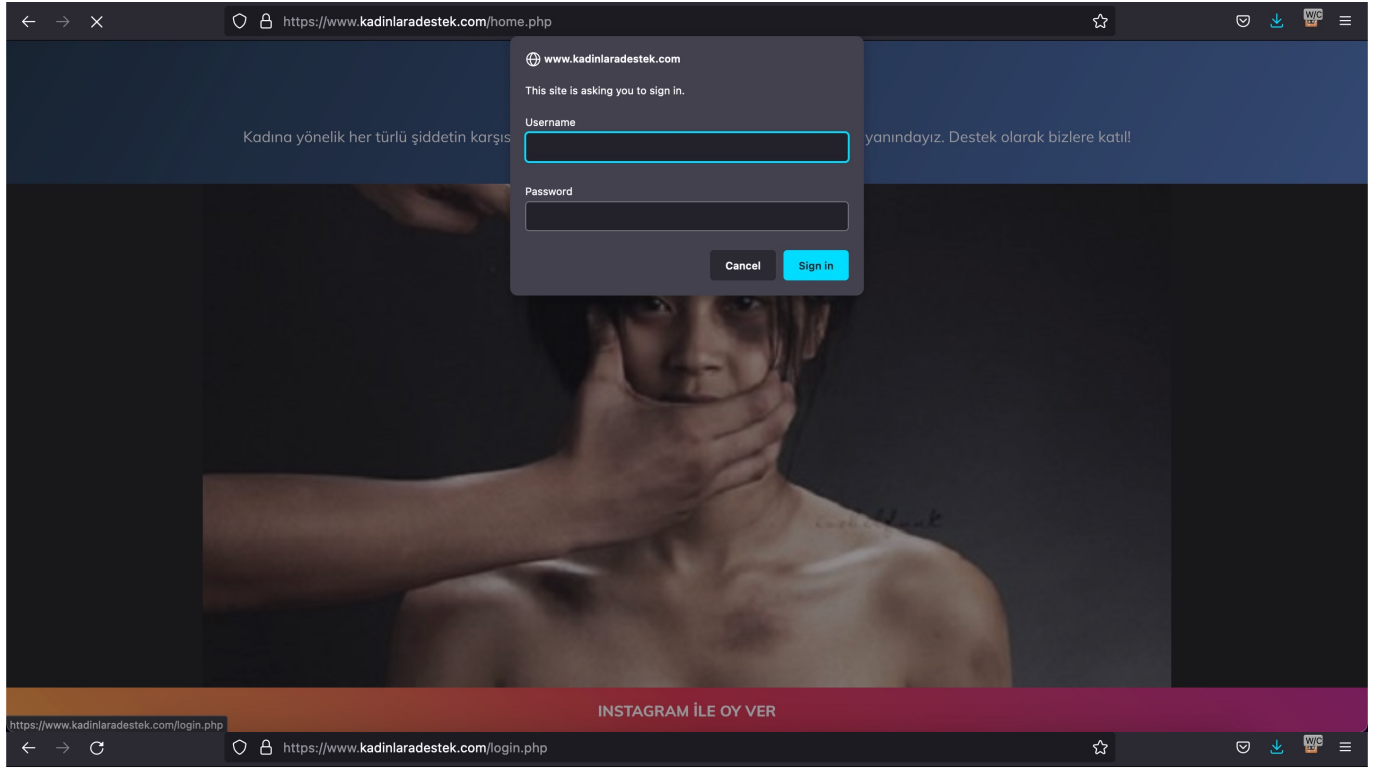 https://www.kadinlaradestek.com/home.php
W/C
www.kadinlaradestek.com
This site is asking you to sign in.
Username
Kadına yönelik her türlü şiddetin karşıs yanındayız. Destek olarak bizlere katıl!
Password
Cancel Sign in
INSTAGRAM İLE OY VER
https://www.kadinlaradestek.com/login.php
https://www.kadinlaradestek.com/login.php
W/C